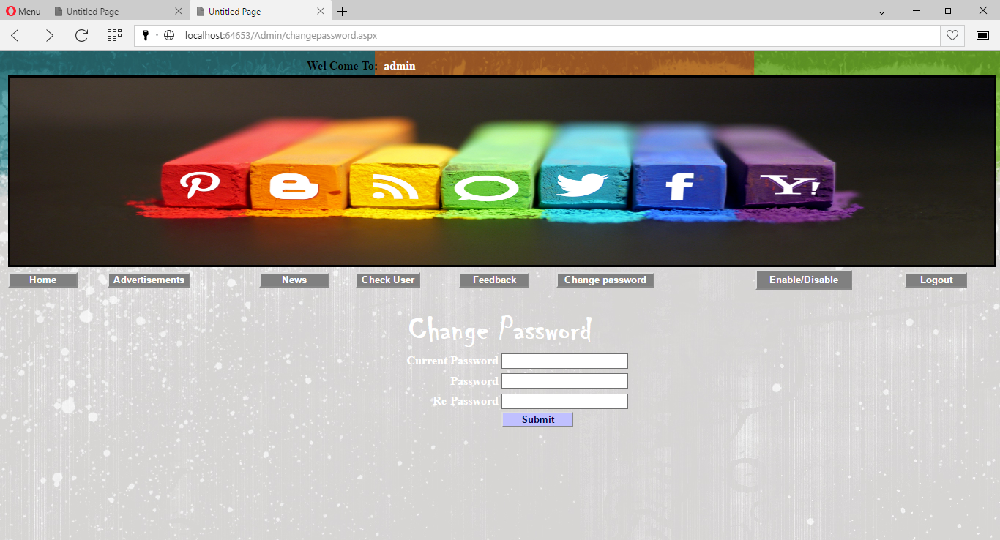 Menu
Untitled Page
Untitled Page
localhost:64653/Admin/changepassword.aspx
Wel Come To: admin
Y!
Home Advertisements News Check User Feedback Change password Enable/Disable Logout
Change Password
Current Password
Password
Re-Password
Submit